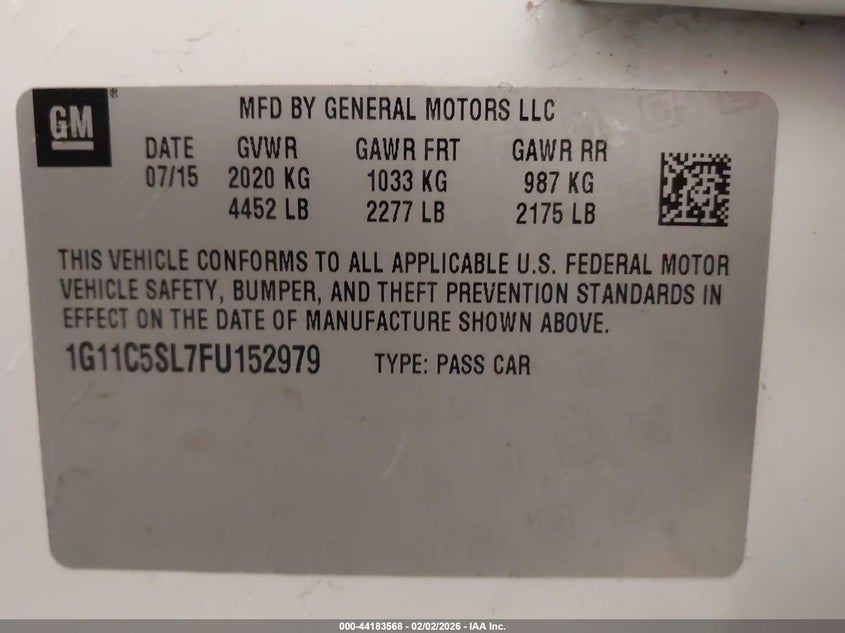 GM®
MFD BY GENERAL MOTORS LLC
DATE GVWR GAWR FRT GAWR RR
07/15 2020 KG 1033 KG 987 KG
4452 LB 2277 LB 2175 LB
THIS VEHICLE CONFORMS TO ALL APPLICABLE U.S. FEDERAL MOTOR
VEHICLE SAFETY, BUMPER, AND THEFT PREVENTION STANDARDS IN
EFFECT ON THE DATE OF MANUFACTURE SHOWN ABOVE.
1G11C5SL7FU152979 TYPE: PASS CAR
000-44183568 - 02/02/2026 - IAA Inc.